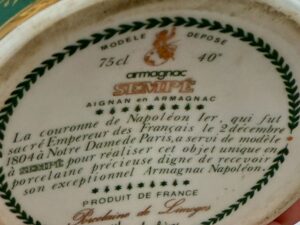 MODELE DEPOSE
75cl 40°
armagnac
SEMPÉ
AIGNAN en ARMAGNAC
La couronne de Napoléon Ier, qui fut
sacré Empereur des Français le 2 décembre
1804 à Notre Dame de Paris, a servi de modèle
à SEMPÉ pour réaliser cet objet unique en
porcelaine précieuse digne de recevoir
son exceptionnel Armagnac Napoléon.
PRODUIT DE FRANCE
Porcelaine de Limoges